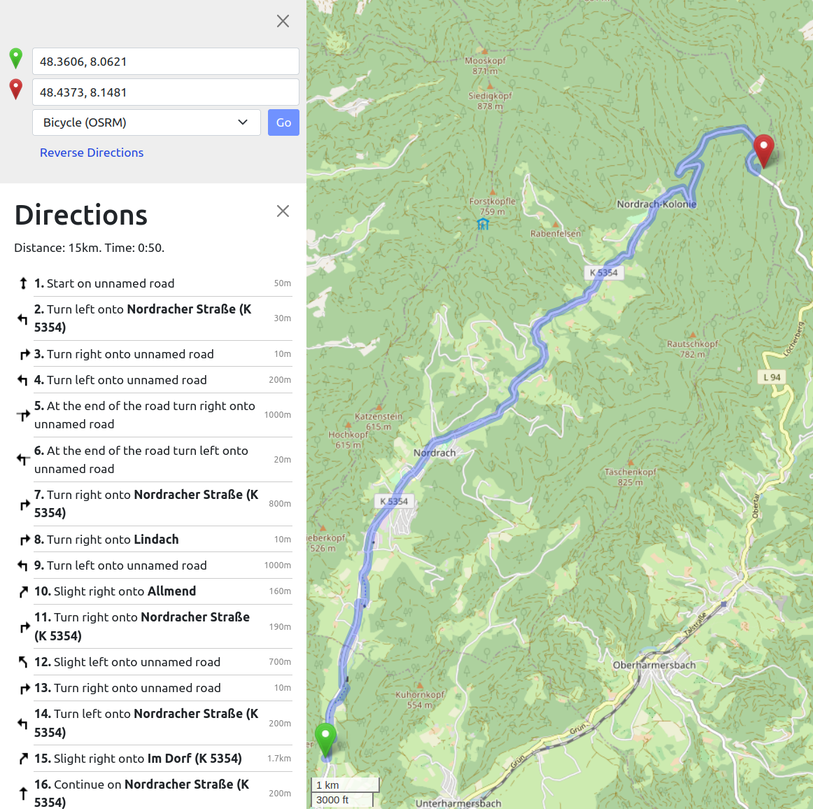 48.3606, 8.0621
48.4373, 8.1481
Bicycle (OSRM)
Go
Reverse Directions
Directions
Distance: 15km. Time: 0:50.
1. Start on unnamed road
50m
2. Turn left onto Nordracher Straße (K
5354)
30m
3. Turn right onto unnamed road
10m
4. Turn left onto unnamed road
200m
5. At the end of the road turn right onto
unnamed road
1000m
6. At the end of the road turn left onto
unnamed road
20m
7. Turn right onto Nordracher Straße (K
5354)
800m
8. Turn right onto Lindach
10m
9. Turn left onto unnamed road
1000m
10. Slight right onto Allmend
160m
11. Turn right onto Nordracher Straße
(K 5354)
190m
12. Slight left onto unnamed road
700m
13. Turn right onto unnamed road
10m
14. Turn left onto Nordracher Straße (K
5354)
200m
15. Slight right onto Im Dorf (K 5354)
1.7km
16. Continue on Nordracher Straße (K
5354)
200m
Mooskopf
871 m
Siedigkopf
878 m
Forstköpfle
759 m
Rabenfelsen
Nordrach-Kolonie
K 5354
Rautschkopf
782 m
Löcherberg
L 94
Katzenstein
615 m
Hochkopf
615 m
Nordrach
Taschenkopf
825 m
K 5354
ieberkopf
526 m
Obertal
Talstraße
Oberharmersbach
Kuhornkopf
554 m
er
Grün
Grün
1 km
3000 ft
Unterharmersbach